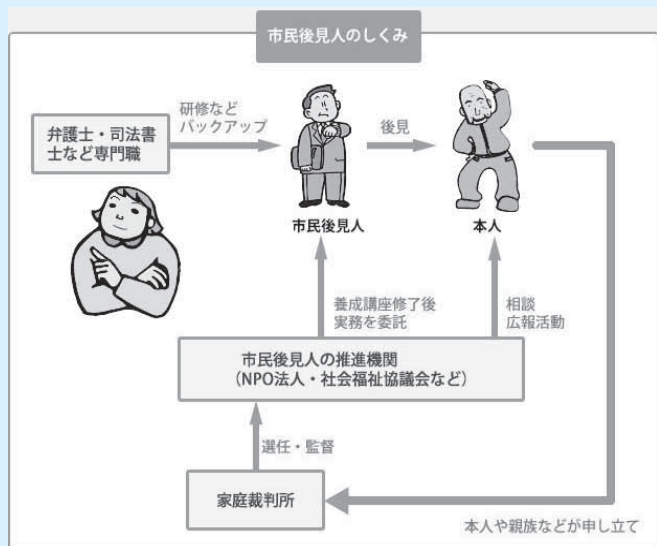 市民後見人のしくみ
弁護士・司法書
士など専門職
研修など
バックアップ
後見
市民後見人
本人
養成講座修了後
実務を委託
相談
広報活動
市民後見人の推進機関
（NPO法人・社会福祉協議会など）
選任・監督
家庭裁判所
本人や親族などが申し立て